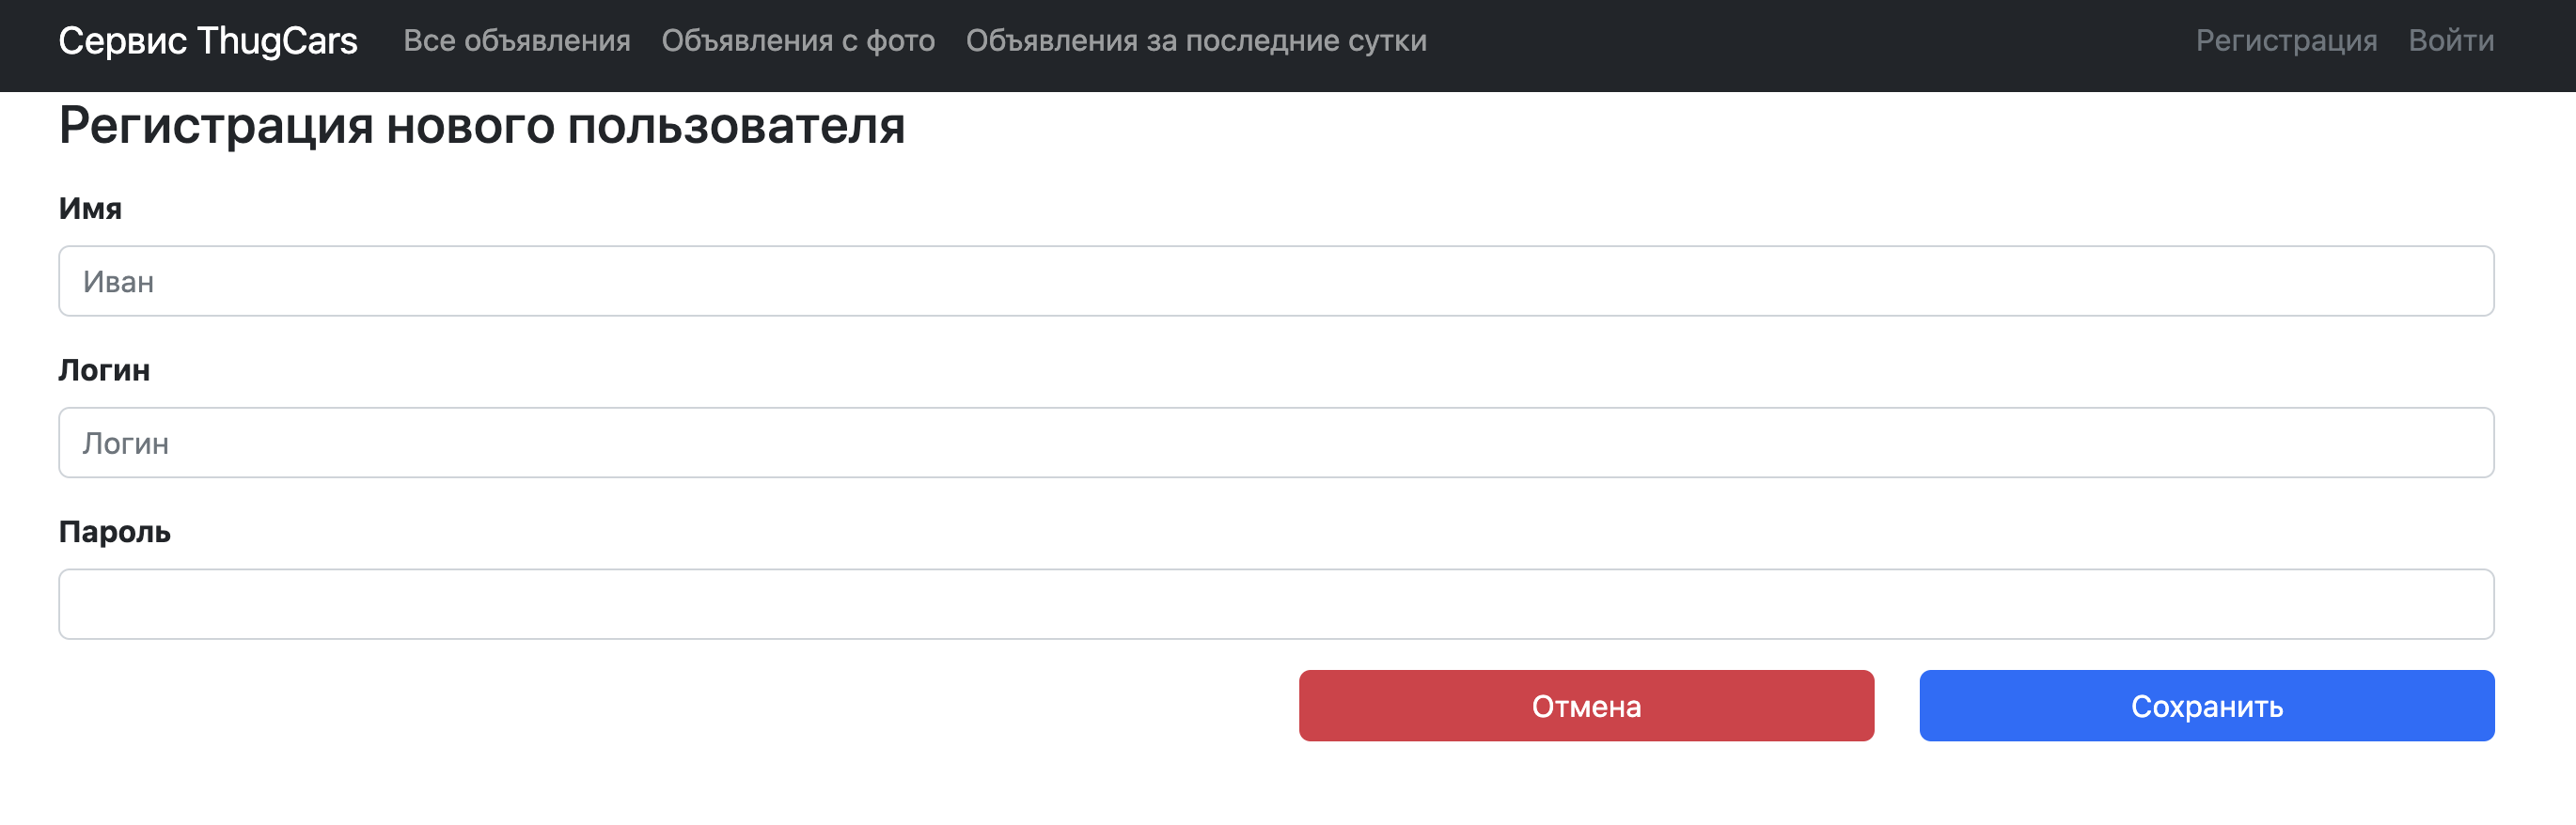 Сервис ThugCars Все объявления Объявления с фото Объявления за последние сутки Регистрация Войти
Регистрация нового пользователя
Имя
Иван
Логин
Логин
Пароль
Отмена Сохранить